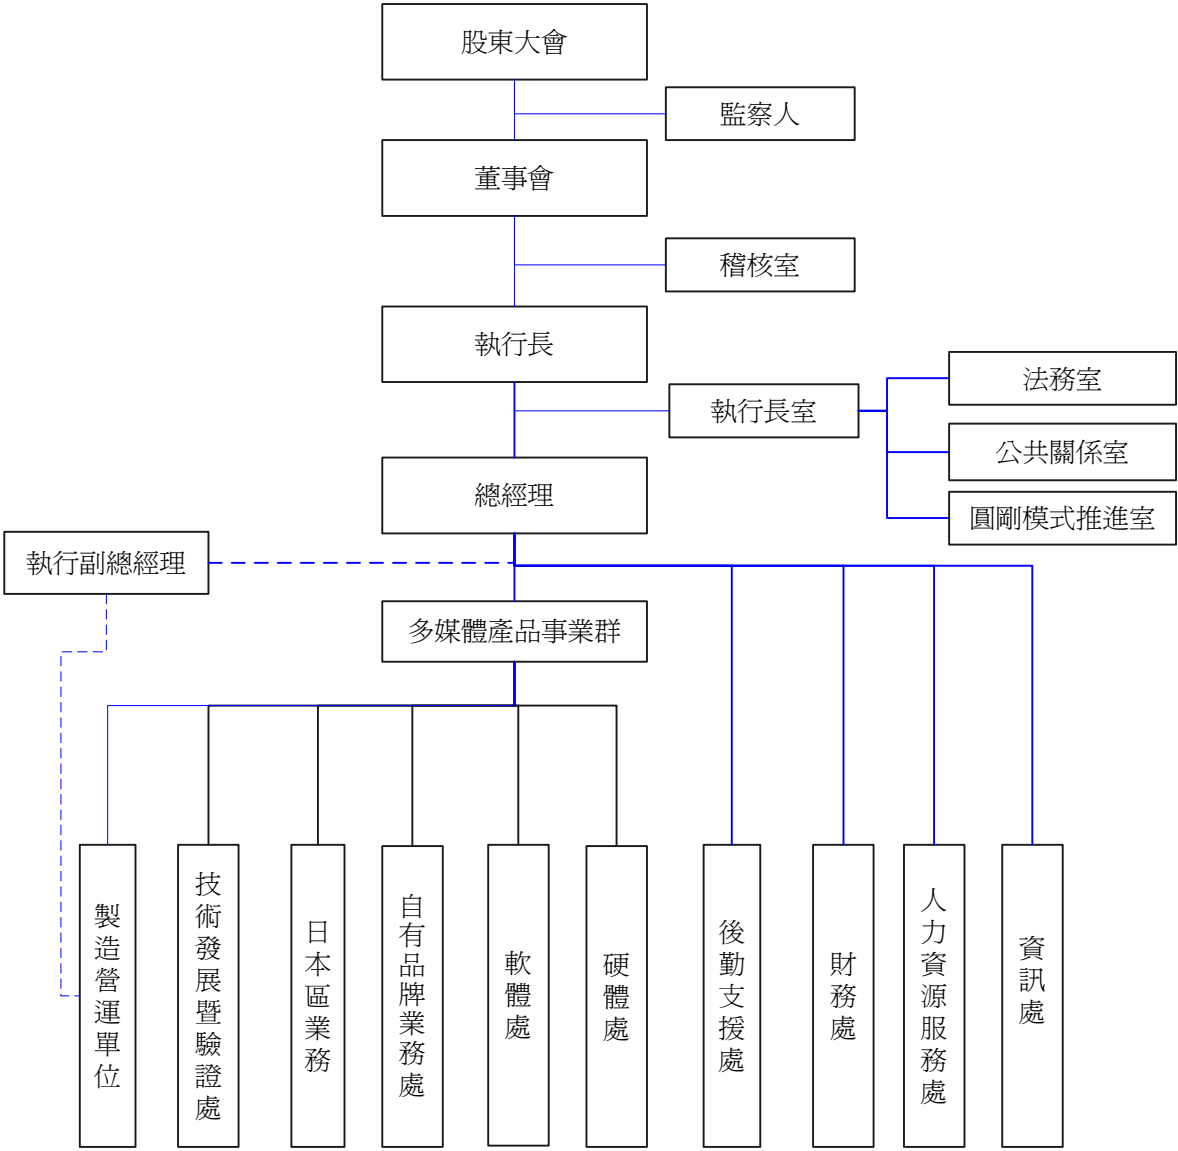 股東大會
監察人
董事會
稽核室
執行長
法務室
執行長室
公共關係室
總經理
圓剛模式推進室
執行副總經理
多媒體產品事業群
製造營運單位
技術發展暨驗證處
日本區業務
自有品牌業務處
軟體處
硬體處
後勤支援處
財務處
人力資源服務處
資訊處